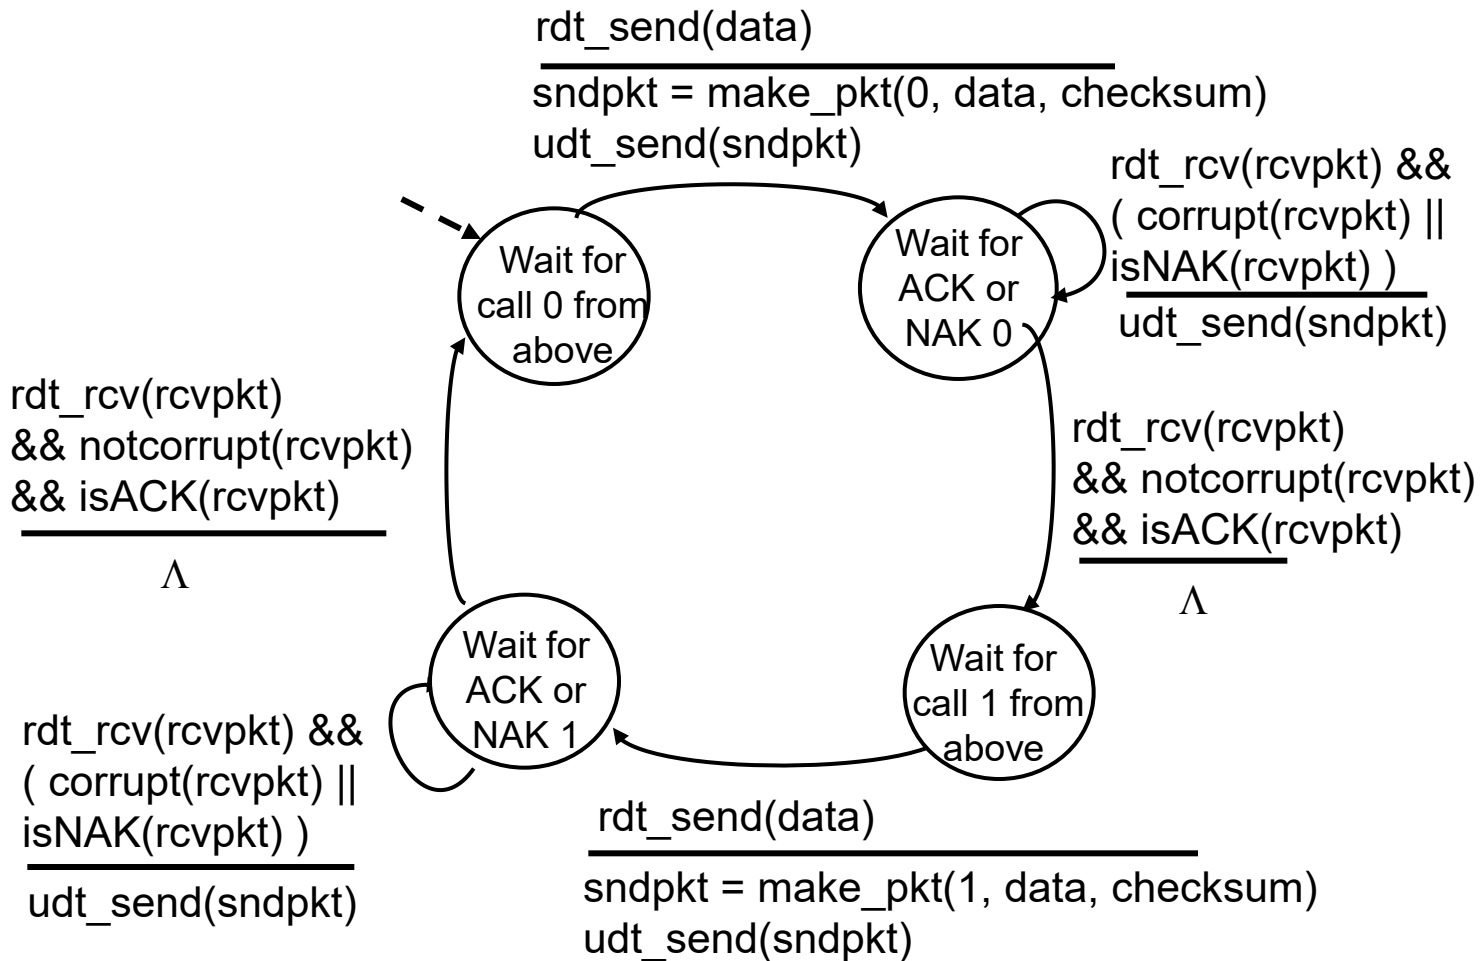 rdt_send(data)
sndpkt = make_pkt(0, data, checksum)
udt_send(sndpkt)
rdt_rcv(rcvpkt) &&
( corrupt(rcvpkt) ||
isNAK(rcvpkt) )
udt_send(sndpkt)
Wait for
call 0 from
above
Wait for
ACK or
NAK 0
rdt_rcv(rcvpkt)
&& notcorrupt(rcvpkt)
&& isACK(rcvpkt)
Λ
rdt_rcv(rcvpkt)
&& notcorrupt(rcvpkt)
&& isACK(rcvpkt)
Λ
Wait for
ACK or
NAK 1
Wait for
call 1 from
above
rdt_rcv(rcvpkt) &&
( corrupt(rcvpkt) ||
isNAK(rcvpkt) )
udt_send(sndpkt)
rdt_send(data)
sndpkt = make_pkt(1, data, checksum)
udt_send(sndpkt)